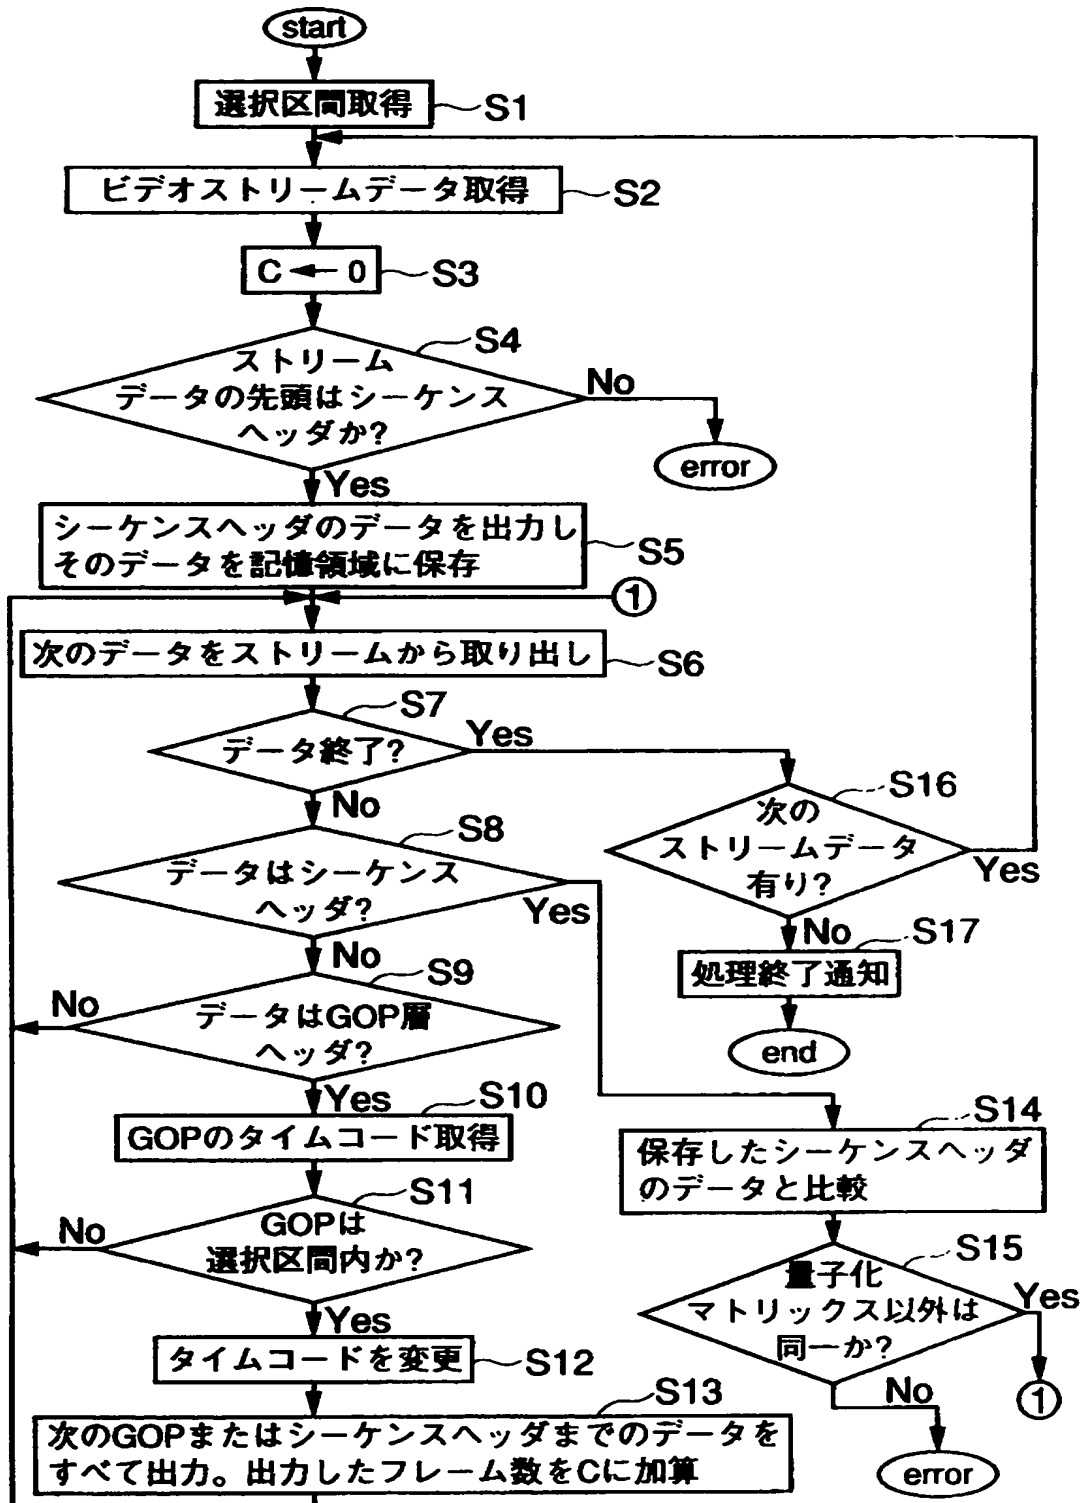 start
選択区間取得
S1
ビデオストリームデータ取得
S2
C ← 0
S3
S4
ストリーム
データの先頭はシーケンス
ヘッダか?
No
error
Yes
シーケンスヘッダのデータを出力し
そのデータを記憶領域に保存
S5
1
次のデータをストリームから取り出し
S6
S7
データ終了?
Yes
No
S16
次の
ストリームデータ
有り?
Yes
No
S17
処理終了通知
end
S8
データはシーケンス
ヘッダ?
Yes
No
S9
データはGOP層
ヘッダ?
No
Yes
S10
GOPのタイムコード取得
S11
GOPは
選択区間内か?
No
Yes
タイムコードを変更
S12
S13
次のGOPまたはシーケンスヘッダまでのデータを
すべて出力。出力したフレーム数をCに加算
S14
保存したシーケンスヘッダ
のデータと比較
S15
量子化
マトリックス以外は
同一か?
Yes
1
No
error